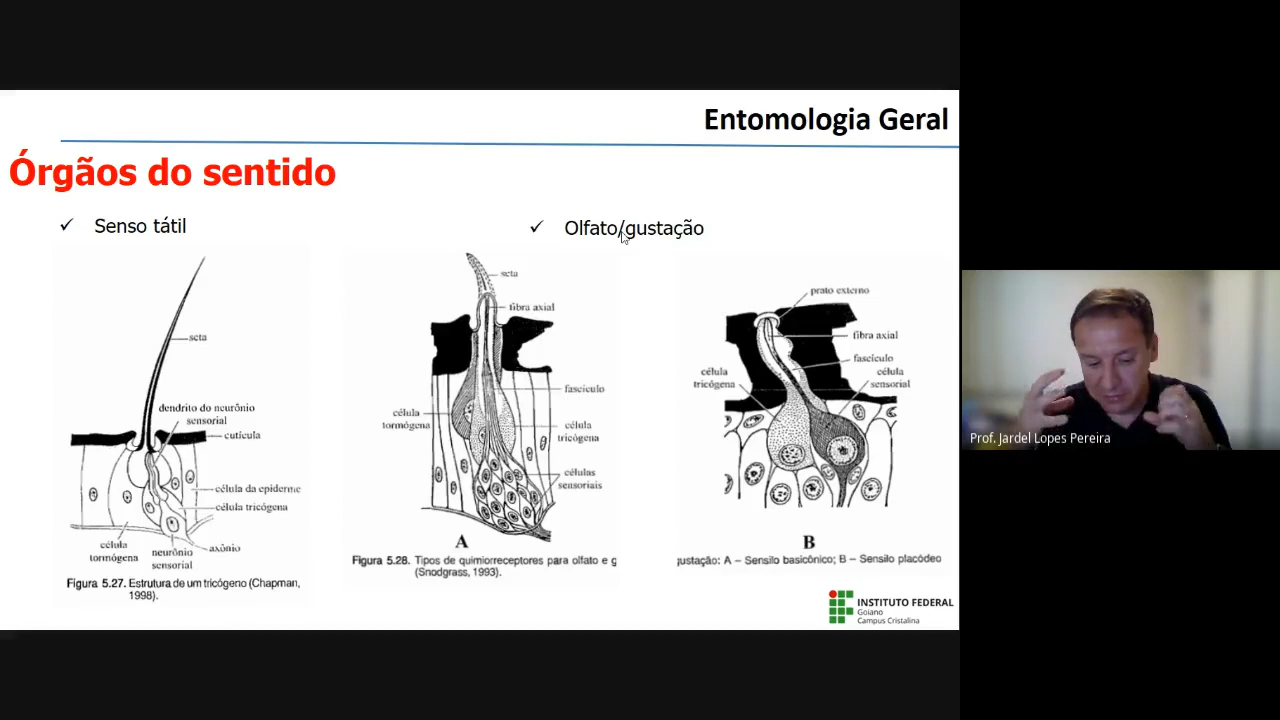 Entomologia Geral
Órgãos do sentido
✓ Senso tátil
seta
dendrito do neurônio
sensorial
cutícula
célula da epiderme
célula tricógena
axônio
célula
tormógena
neurônio
sensorial
Figura 5.27. Estrutura de um tricógeno (Chapman,
1998).
✓ Olfato/gustação
seta
fibra axial
fascículo
célula
tormógena
célula
tricógena
células
sensoriais
A
Figura 5.28. Tipos de quimiorreceptores para olfato e g
(Snodgrass, 1993).
prato externo
fibra axial
fascículo
célula
tricógena
célula
sensorial
B
gustação: A – Sensilo basicônico; B – Sensilo placódeo
INSTITUTO FEDERAL
Goiano
Campus Cristalina
Prof. Jardel Lopes Pereira